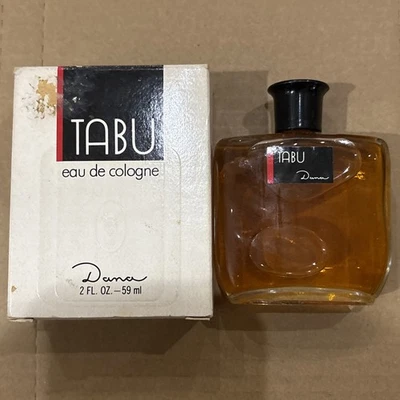 TABU
eau de cologne
Dana
2 FL. OZ. – 59 ml
TABU
Dana